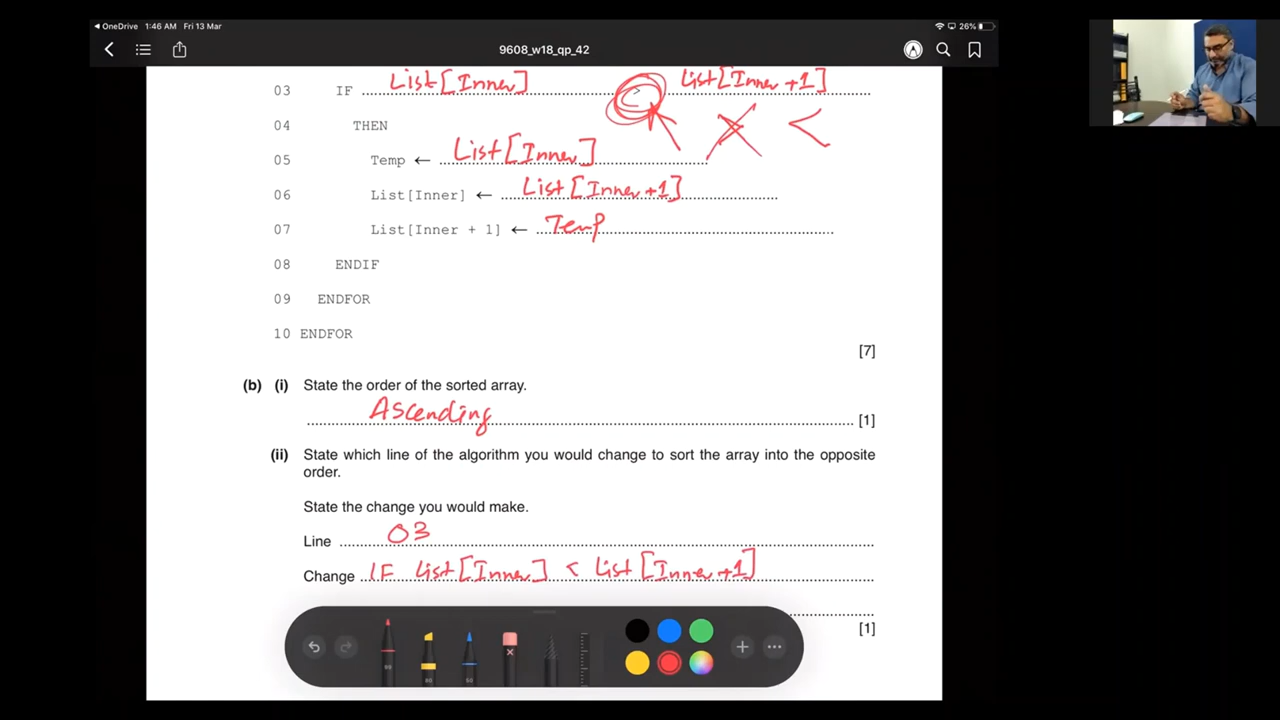 OneDrive 1:46 AM Fri 13 Mar 26%
9608_w18_qp_42
03 IF List[Inner] > List[Inner+1]
04 THEN <
05 Temp ← List[Inner]
06 List[Inner] ← List[Inner+1]
07 List[Inner + 1] ← Temp
08 ENDIF
09 ENDFOR
10 ENDFOR
[7]
(b) (i) State the order of the sorted array.
Ascending [1]
(ii) State which line of the algorithm you would change to sort the array into the opposite
order.
State the change you would make.
Line 03
Change IF List[Inner] < List[Inner+1]
[1]